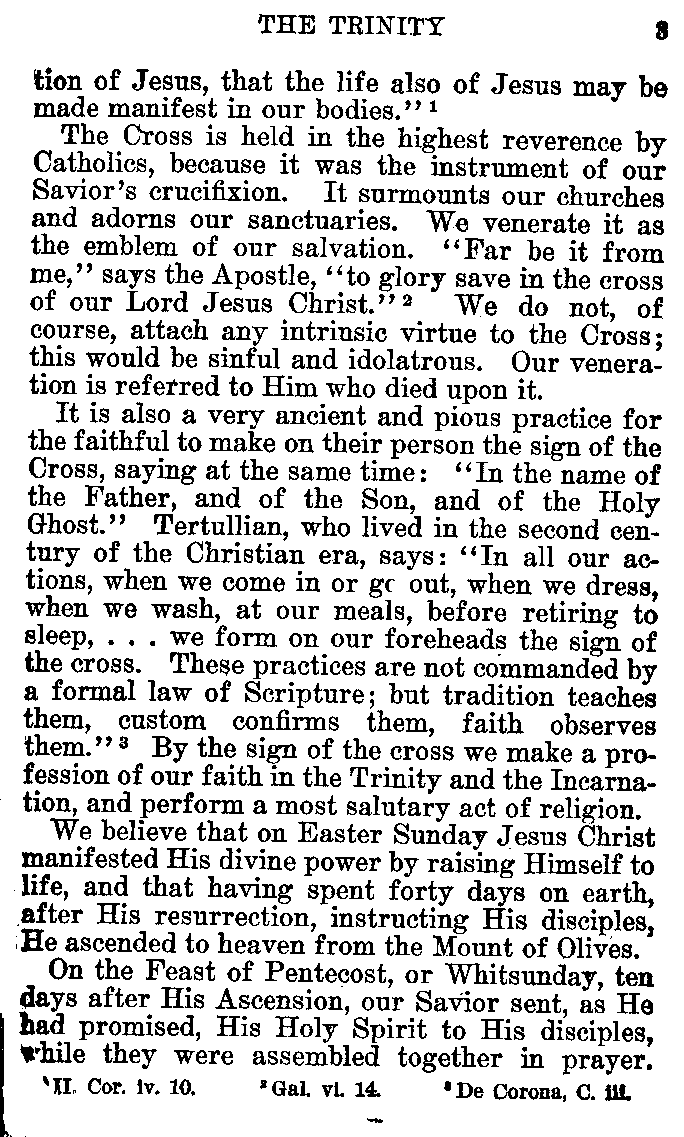 THE TRINITY 3
tion of Jesus, that the life also of Jesus may be
made manifest in our bodies.'' ¹
The Cross is held in the highest reverence by
Catholics, because it was the instrument of our
Savior's crucifixion. It surmounts our churches
and adorns our sanctuaries. We venerate it as
the emblem of our salvation. ''Far be it from
me,'' says the Apostle, ''to glory save in the cross
of our Lord Jesus Christ.'' ² We do not, of
course, attach any intrinsic virtue to the Cross;
this would be sinful and idolatrous. Our venera-
tion is referred to Him who died upon it.
It is also a very ancient and pious practice for
the faithful to make on their person the sign of the
Cross, saying at the same time: ''In the name of
the Father, and of the Son, and of the Holy
Ghost.'' Tertullian, who lived in the second cen-
tury of the Christian era, says: ''In all our ac-
tions, when we come in or go out, when we dress,
when we wash, at our meals, before retiring to
sleep, . . . we form on our foreheads the sign of
the cross. These practices are not commanded by
a formal law of Scripture; but tradition teaches
them, custom confirms them, faith observes
them.'' ³ By the sign of the cross we make a pro-
fession of our faith in the Trinity and the Incarna-
tion, and perform a most salutary act of religion.
We believe that on Easter Sunday Jesus Christ
manifested His divine power by raising Himself to
life, and that having spent forty days on earth,
after His resurrection, instructing His disciples,
He ascended to heaven from the Mount of Olives.
On the Feast of Pentecost, or Whitsunday, ten
days after His Ascension, our Savior sent, as He
had promised, His Holy Spirit to His disciples,
while they were assembled together in prayer.
¹ II. Cor. iv. 10. ² Gal. vi. 14. ³ De Corona, C. iii.